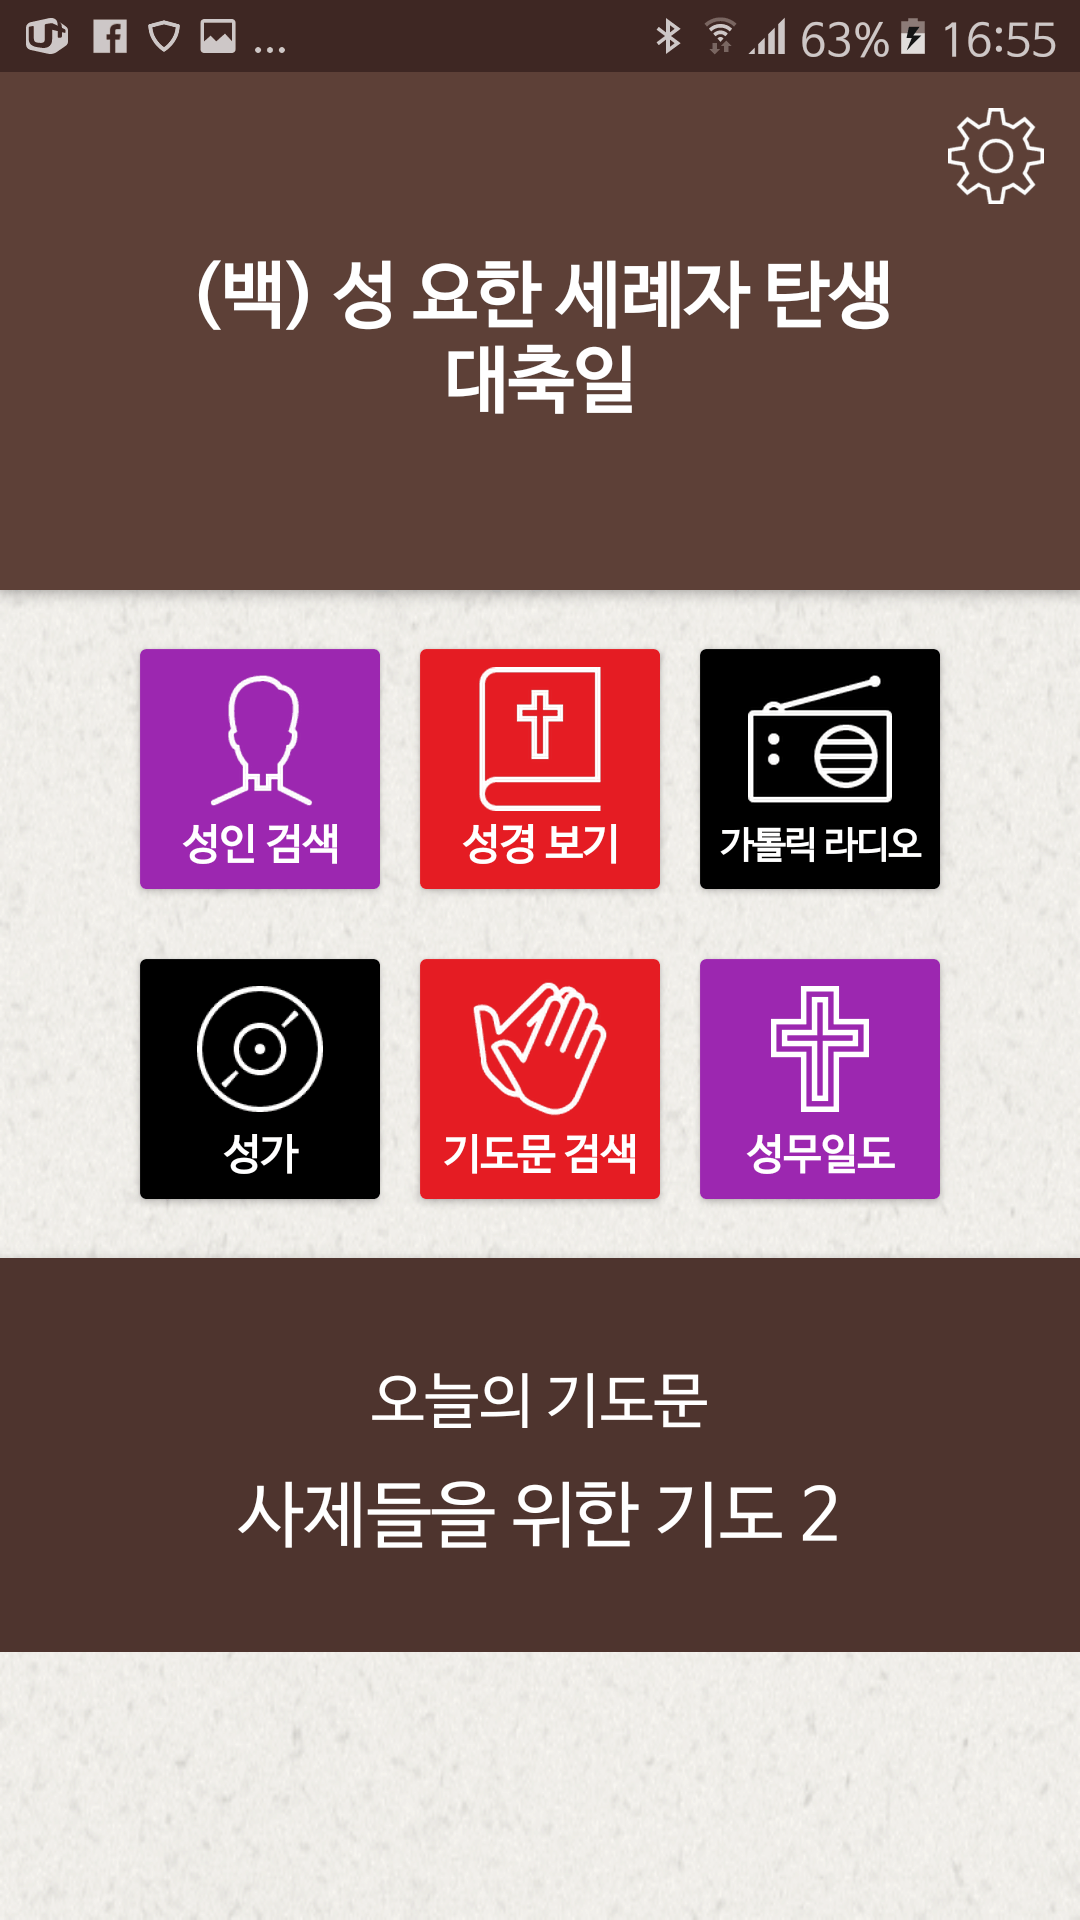 63% 16:55
(백) 성 요한 세례자 탄생
대축일
성인 검색
성경 보기
가톨릭 라디오
성가
기도문 검색
성무일도
오늘의 기도문
사제들을 위한 기도 2